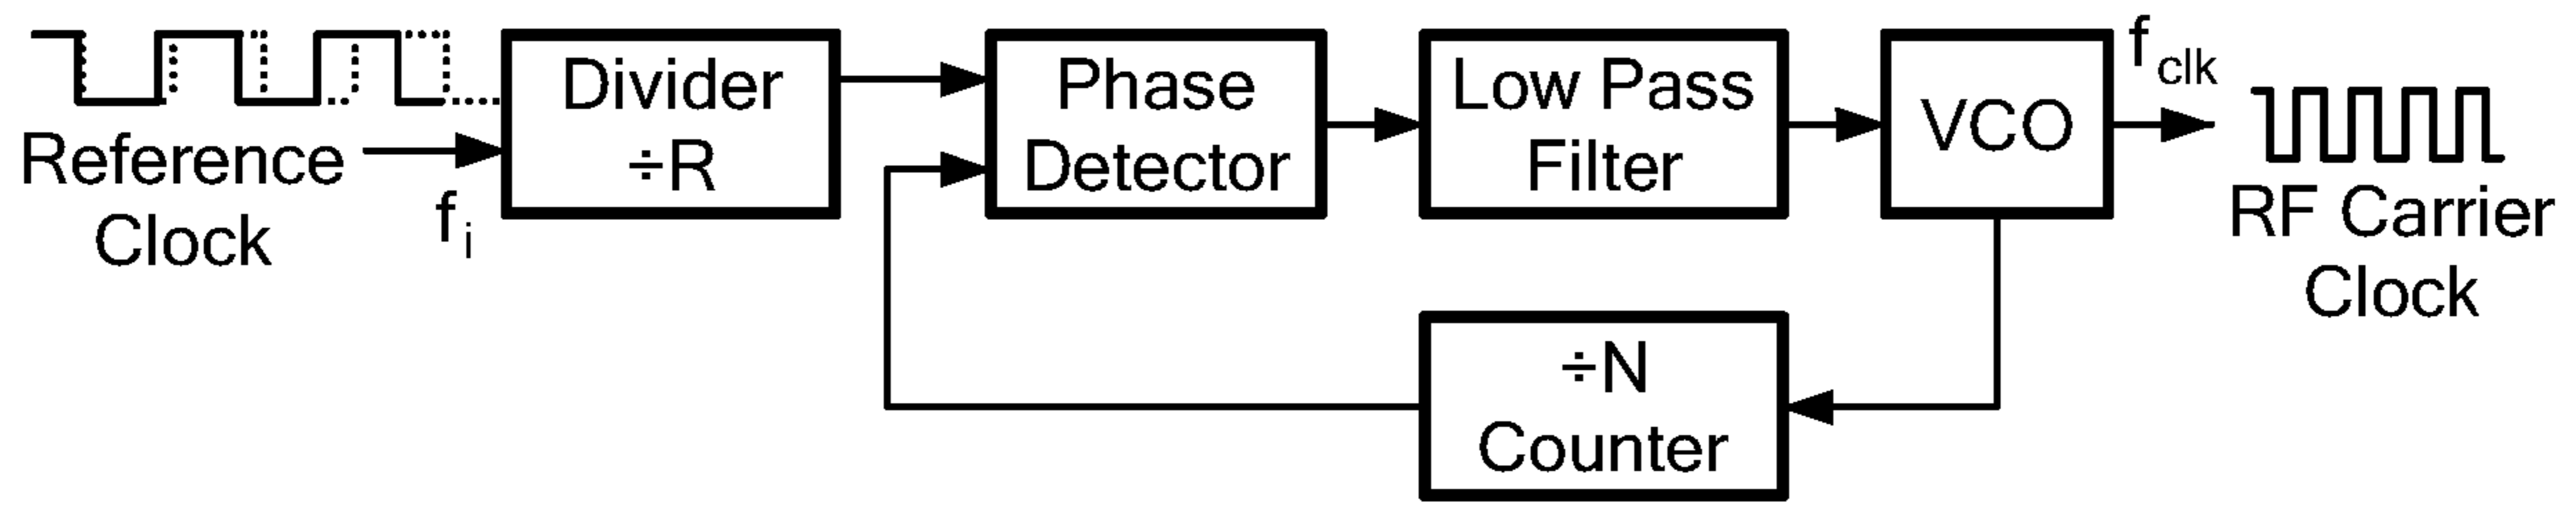 Reference
Clock
f i
Divider
÷R
Phase
Detector
Low Pass
Filter
VCO
f clk
RF Carrier
Clock
÷N
Counter